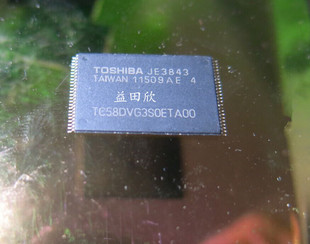 TOSHIBA JE3843
TAIWAN 11509AE 4
益田欣
TC58DVG3S0ETA00